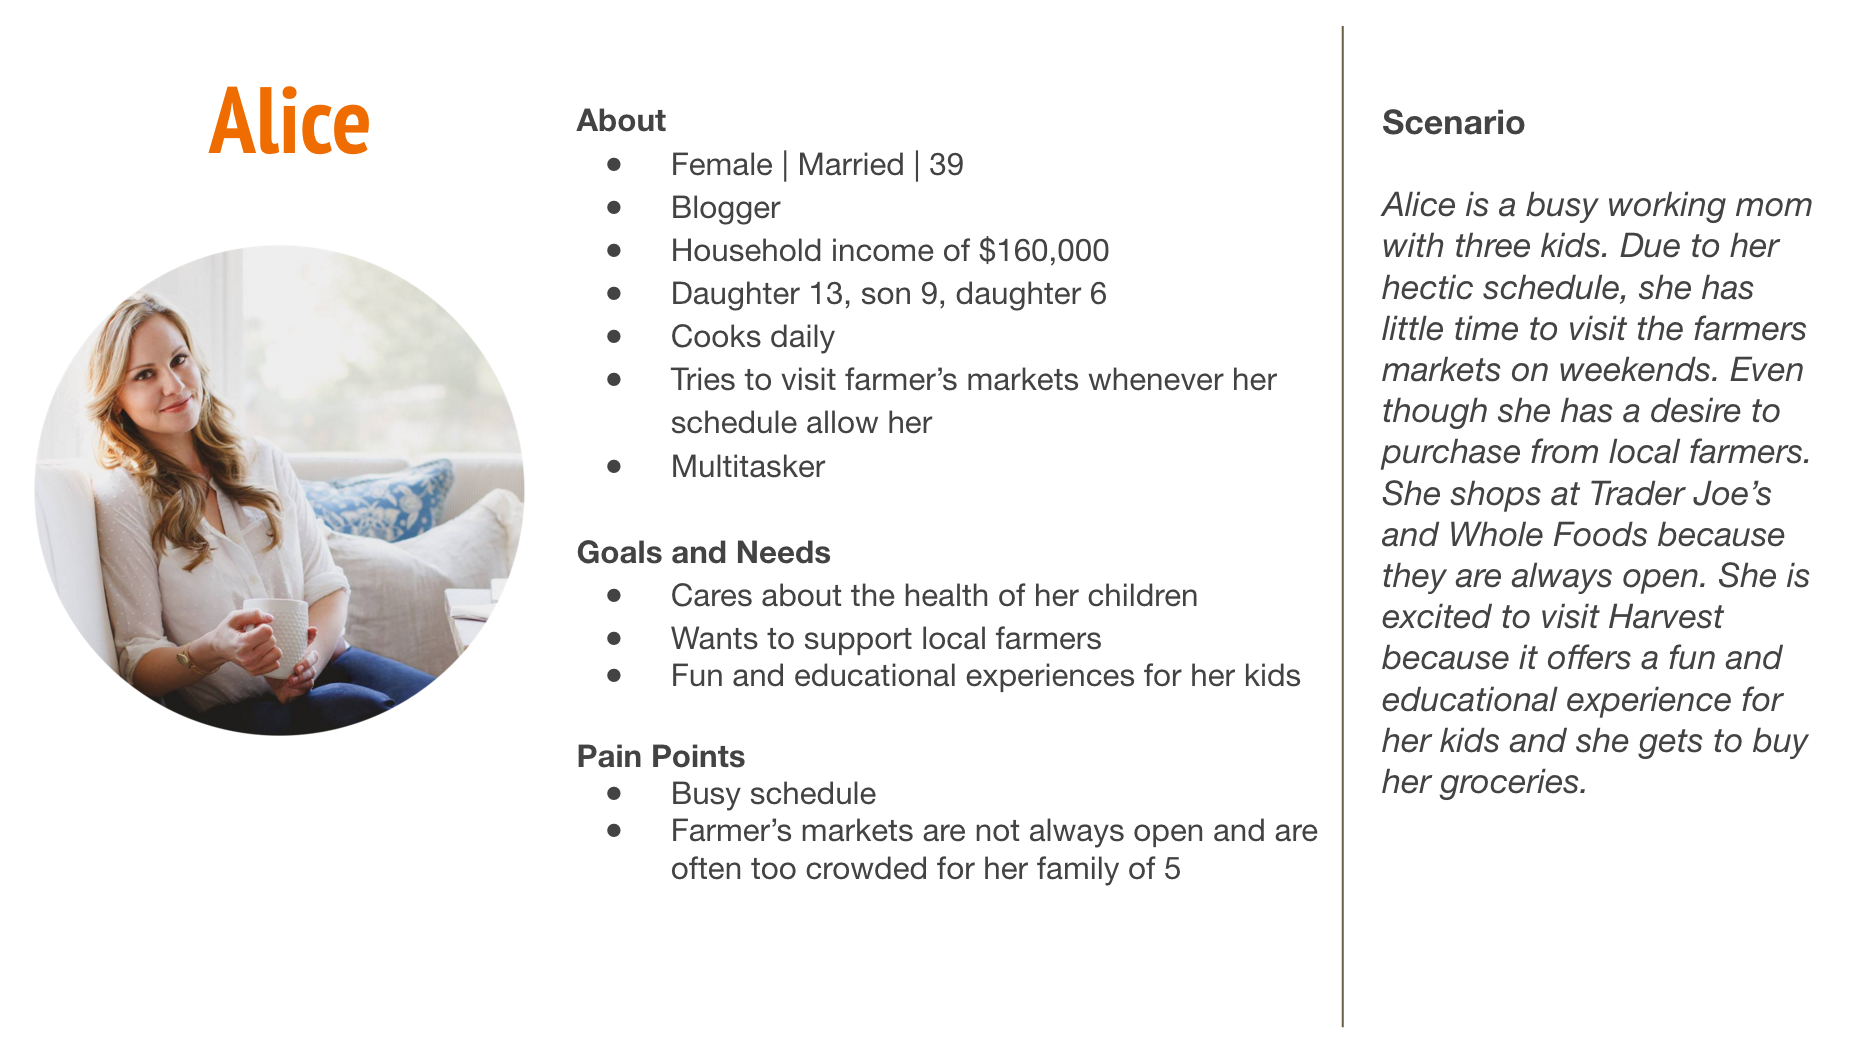 Alice
About
● Female | Married | 39
● Blogger
● Household income of $160,000
● Daughter 13, son 9, daughter 6
● Cooks daily
● Tries to visit farmer’s markets whenever her
schedule allow her
● Multitasker
Goals and Needs
● Cares about the health of her children
● Wants to support local farmers
● Fun and educational experiences for her kids
Pain Points
● Busy schedule
● Farmer’s markets are not always open and are
often too crowded for her family of 5
Scenario
Alice is a busy working mom
with three kids. Due to her
hectic schedule, she has
little time to visit the farmers
markets on weekends. Even
though she has a desire to
purchase from local farmers.
She shops at Trader Joe’s
and Whole Foods because
they are always open. She is
excited to visit Harvest
because it offers a fun and
educational experience for
her kids and she gets to buy
her groceries.